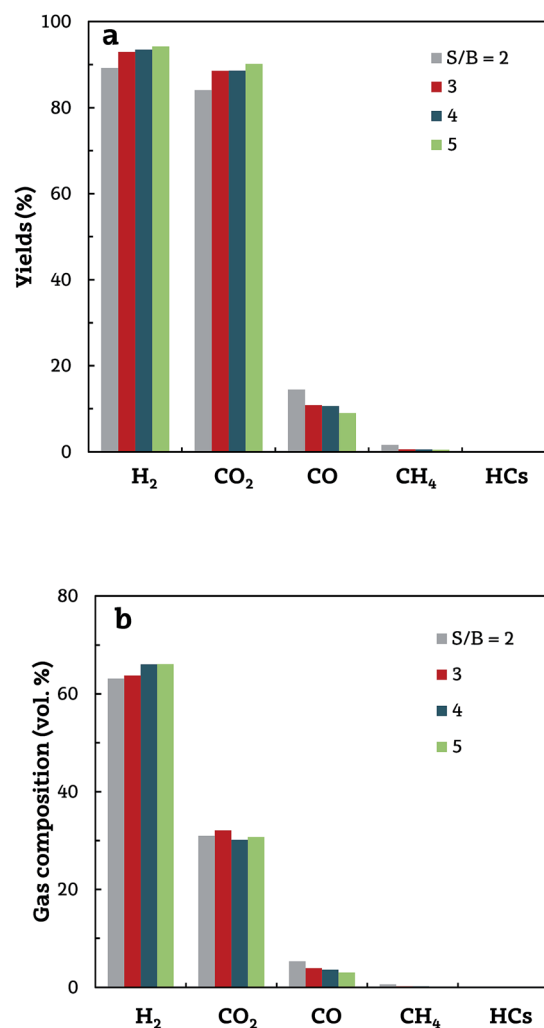 a
100
80
60
40
20
0
Yields (%)
S/B = 2
3
4
5
H₂ CO₂ CO CH₄ HCs
b
80
60
40
20
0
Gas composition (vol. %)
S/B = 2
3
4
5
H₂ CO₂ CO CH₄ HCs